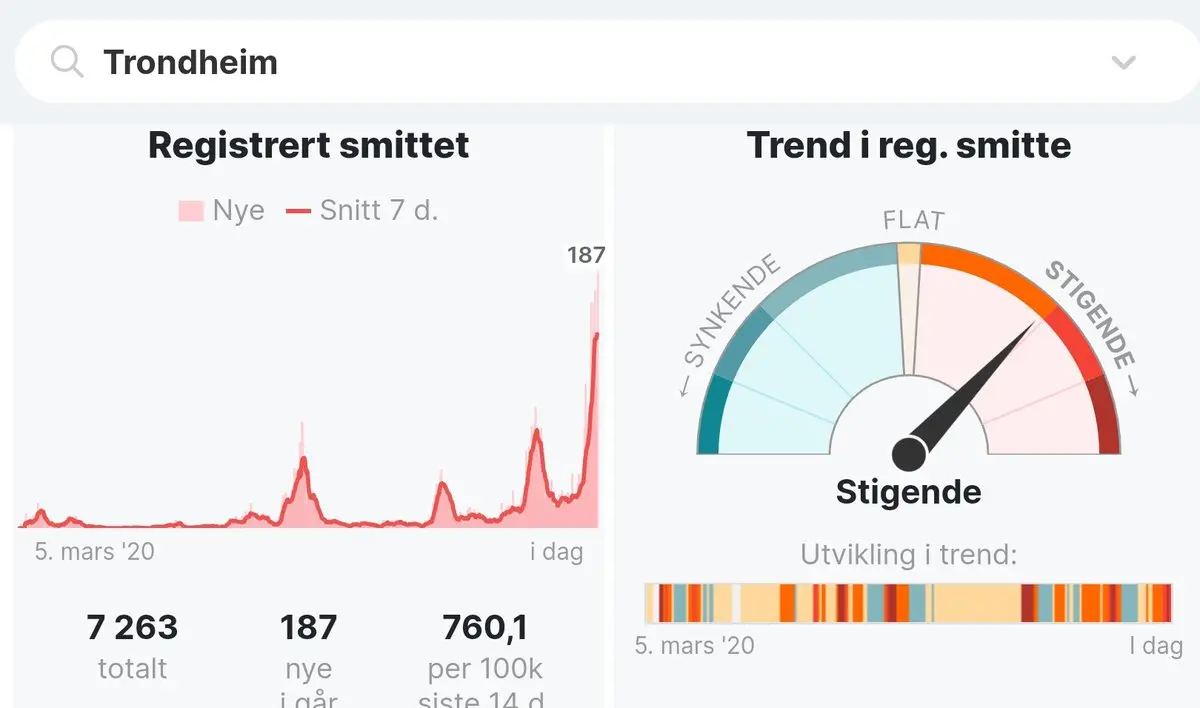 Trondheim
Registrert smittet
Nye
Snitt 7 d.
187
5. mars '20
i dag
7 263
totalt
187
nye
i går
760,1
per 100k
siste 14 d
Trend i reg. smitte
FLAT
← SYNKENDE
STIGENDE →
Stigende
Utvikling i trend:
5. mars '20
I dag